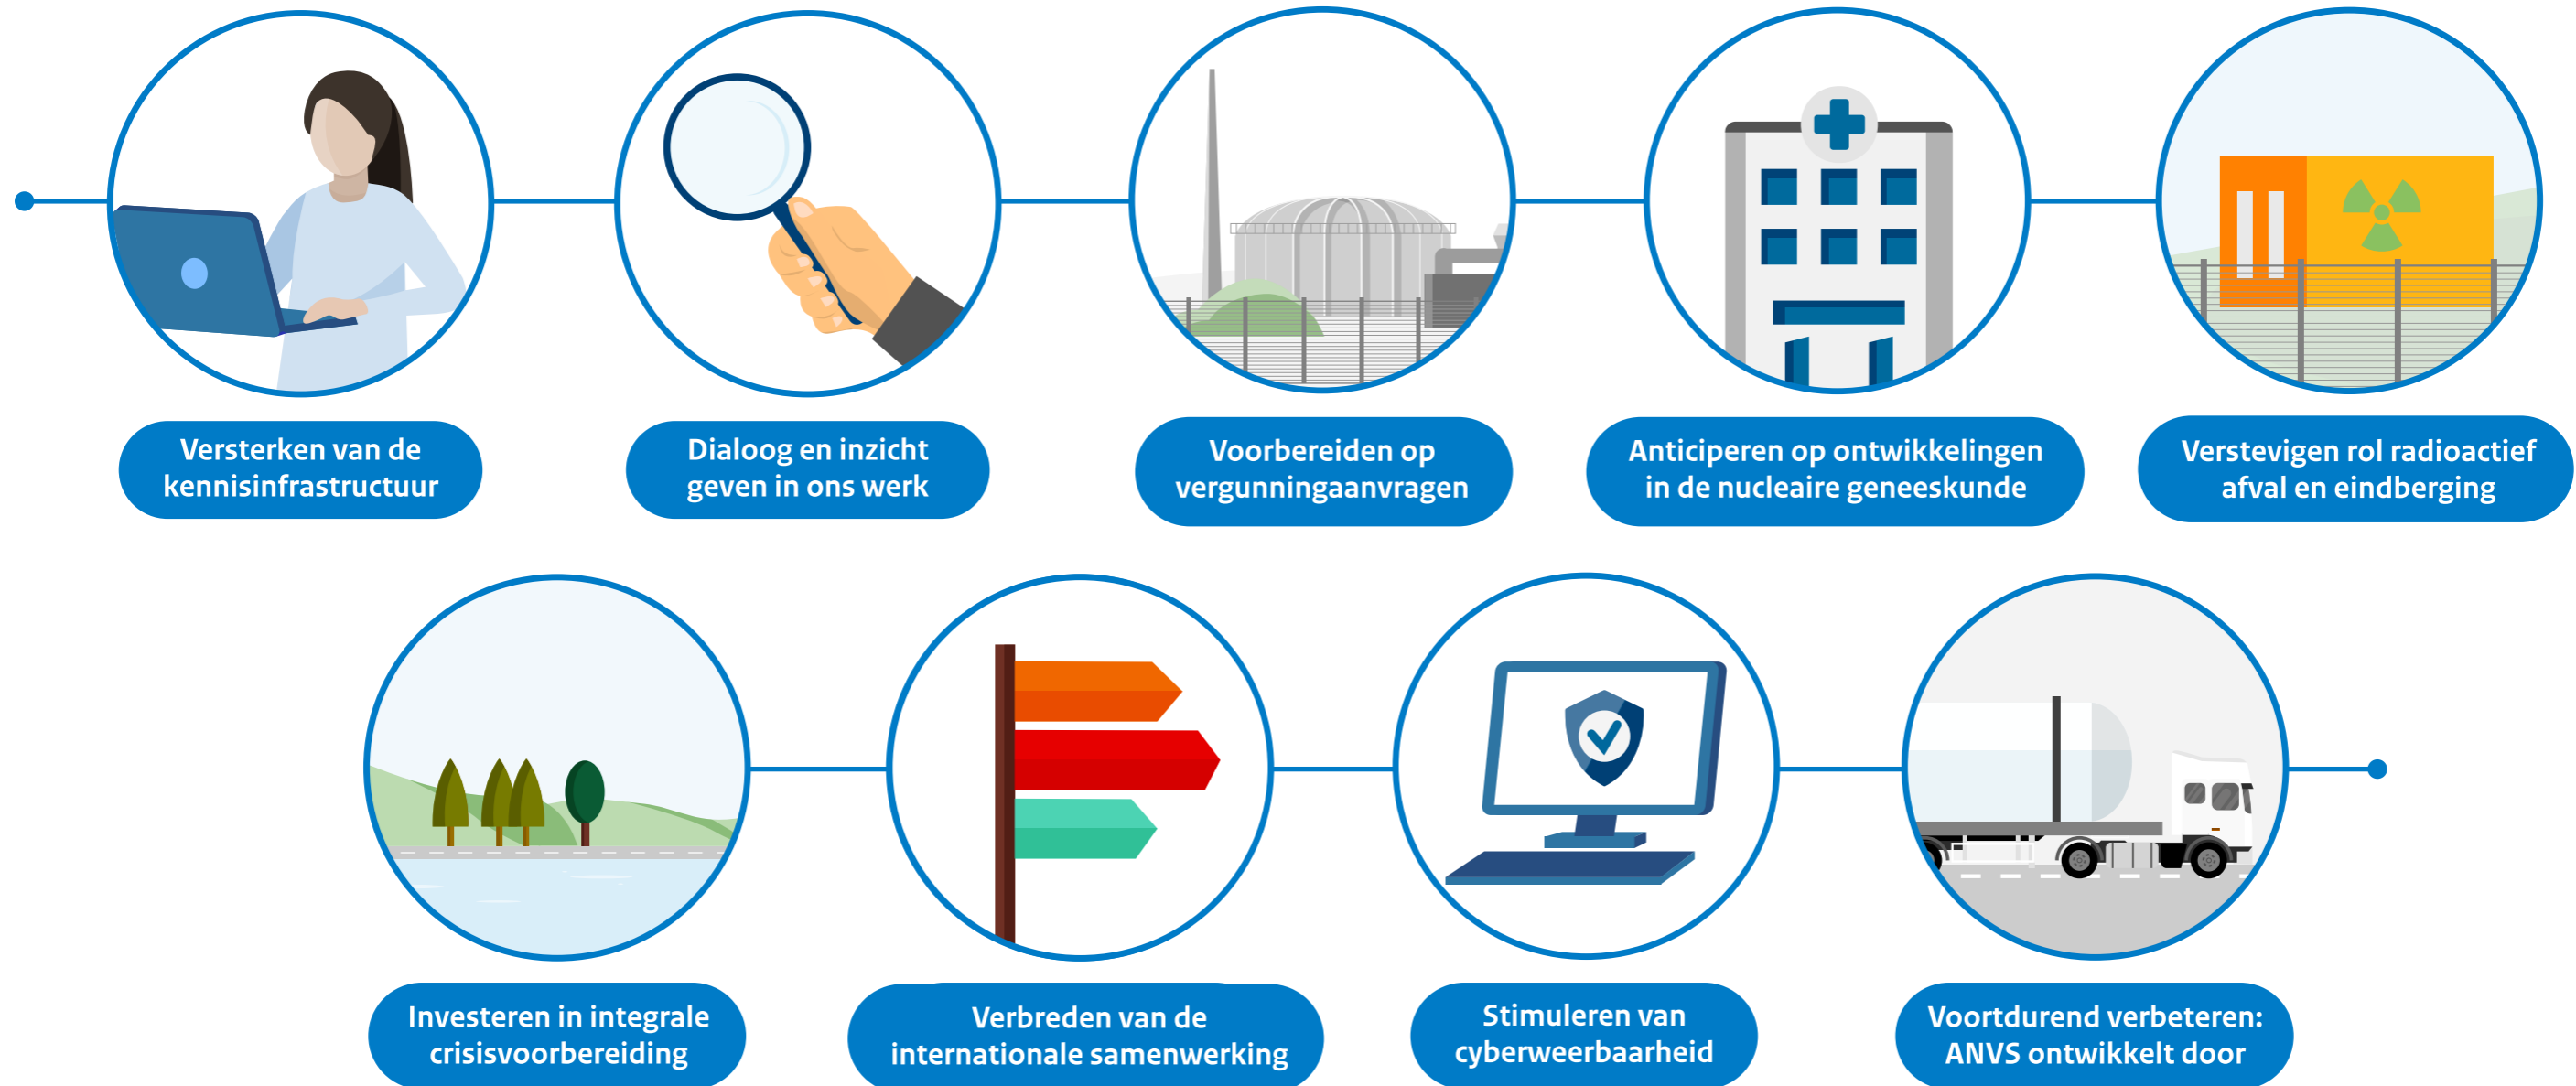 Versterken van de
kennisinfrastructuur
Dialoog en inzicht
geven in ons werk
Voorbereiden op
vergunningaanvragen
Anticiperen op ontwikkelingen
in de nucleaire geneeskunde
Verstevigen rol radioactief
afval en eindberging
Investeren in integrale
crisisvoorbereiding
Verbreden van de
internationale samenwerking
Stimuleren van
cyberweerbaarheid
Voortdurend verbeteren:
ANVS ontwikkelt door